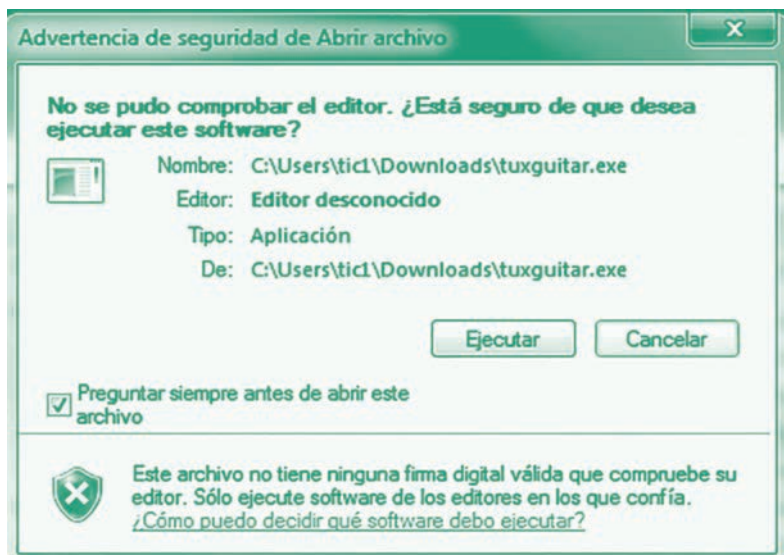 Advertencia de seguridad de Abrir archivo
No se pudo comprobar el editor. ¿Está seguro de que desea
ejecutar este software?
Nombre: C:\Users\tic1\Downloads\tuxguitar.exe
Editor: Editor desconocido
Tipo: Aplicación
De: C:\Users\tic1\Downloads\tuxguitar.exe
Ejecutar Cancelar
Preguntar siempre antes de abrir este
archivo
Este archivo no tiene ninguna firma digital válida que compruebe su
editor. Sólo ejecute software de los editores en los que confía.
¿Cómo puedo decidir qué software debo ejecutar?